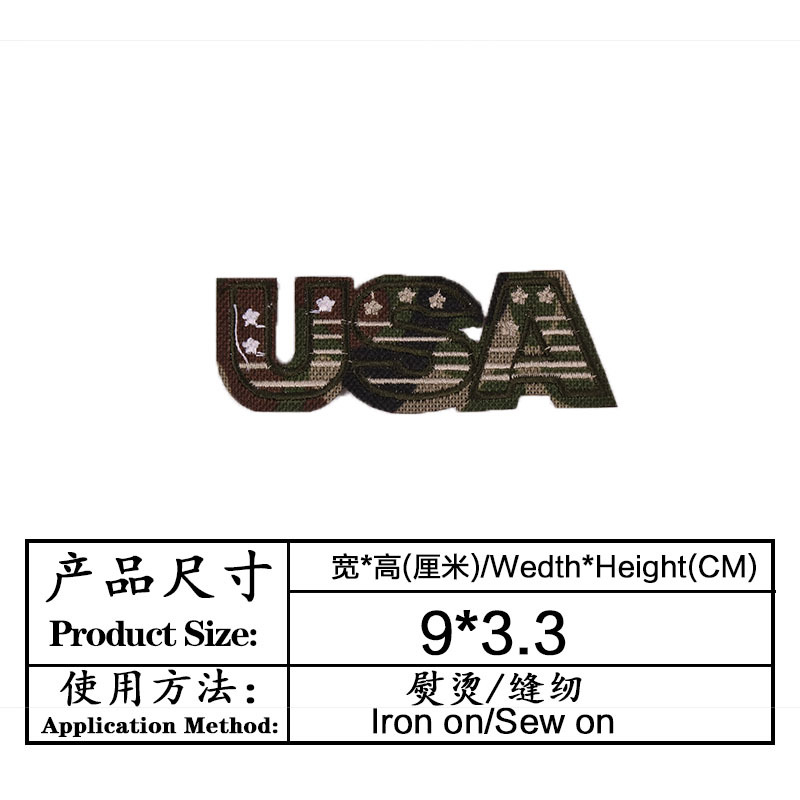 USA
产品尺寸
Product Size:
宽*高(厘米)/Wedth*Height(CM)
9*3.3
使用方法:
Application Method:
熨烫/缝纫
Iron on/Sew on